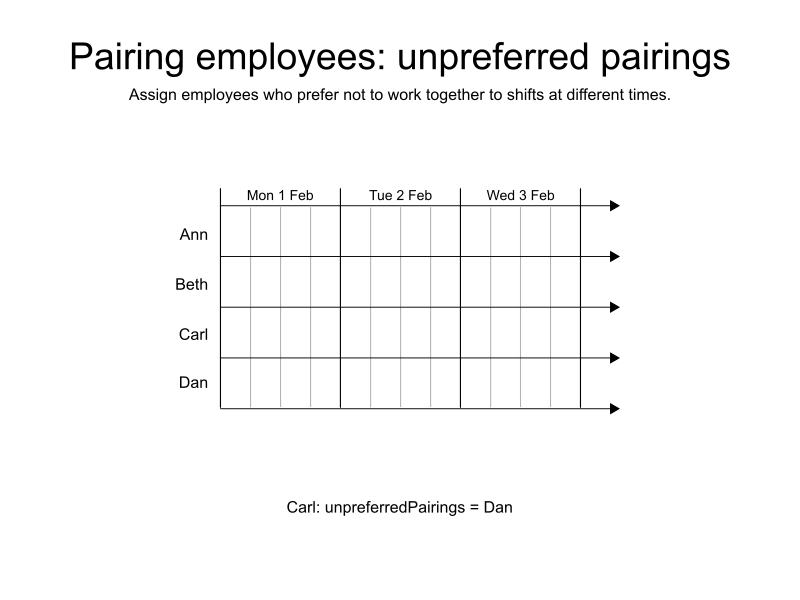 Pairing employees: unpreferred pairings
Assign employees who prefer not to work together to shifts at different times.
Mon 1 Feb Tue 2 Feb Wed 3 Feb
Ann
Beth
Carl
Dan
Carl: unpreferredPairings = Dan